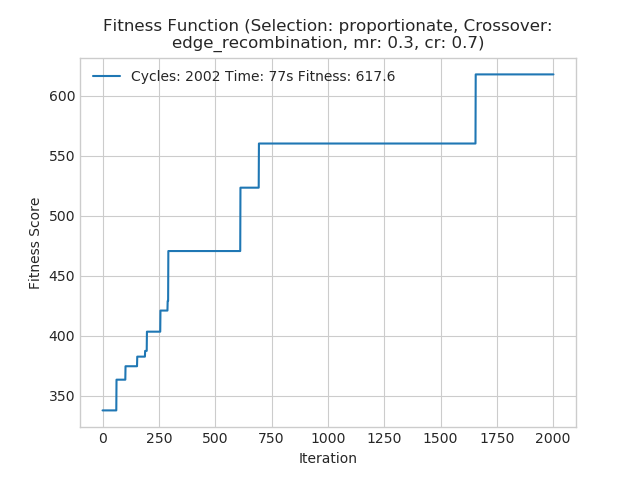 Fitness Function (Selection: proportionate, Crossover:
edge_recombination, mr: 0.3, cr: 0.7)
Cycles: 2002 Time: 77s Fitness: 617.6
600
550
500
450
400
350
Fitness Score
0 250 500 750 1000 1250 1500 1750 2000
Iteration